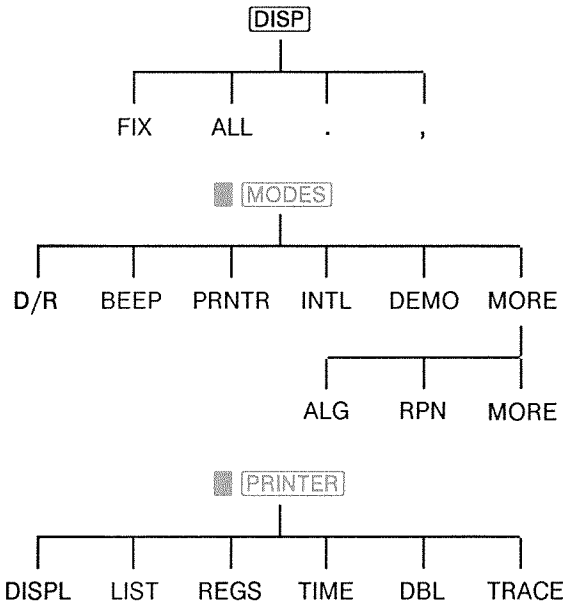 DISP
FIX ALL . ,
MODES
D/R BEEP PRNTR INTL DEMO MORE
ALG RPN MORE
PRINTER
DISPL LIST REGS TIME DBL TRACE